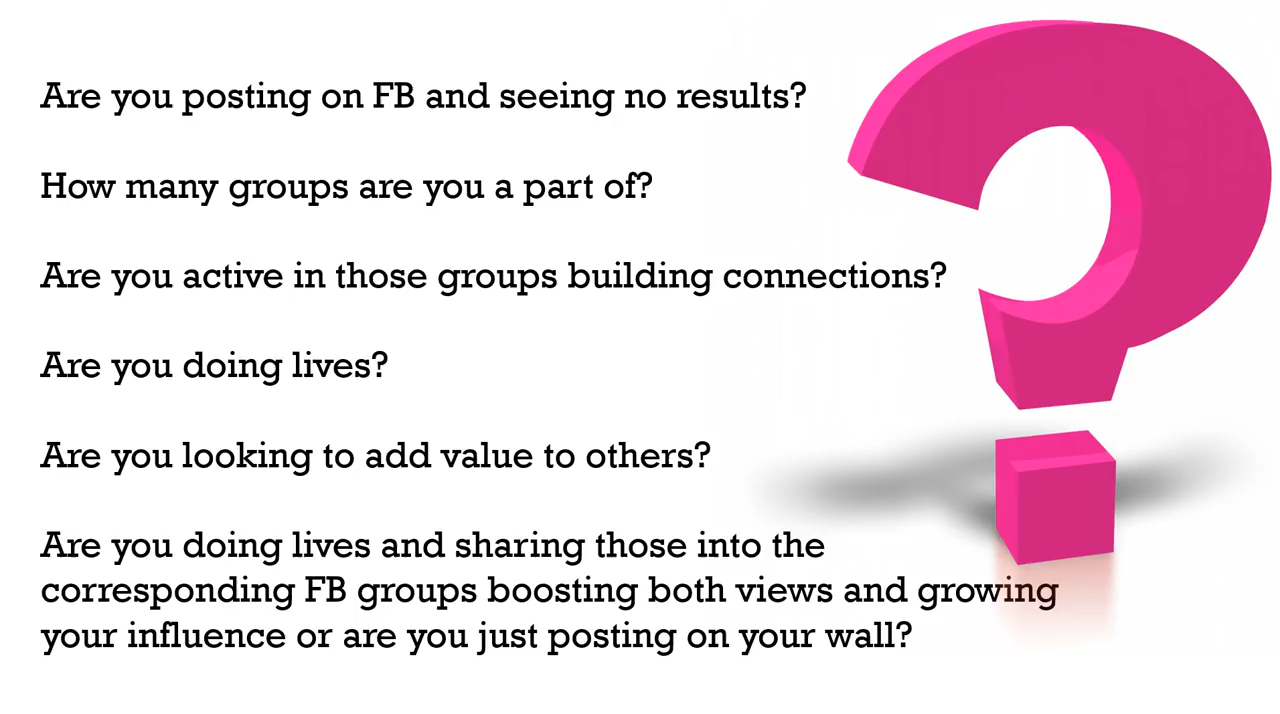 Are you posting on FB and seeing no results?
How many groups are you a part of?
Are you active in those groups building connections?
Are you doing lives?
Are you looking to add value to others?
Are you doing lives and sharing those into the
corresponding FB groups boosting both views and growing
your influence or are you just posting on your wall?